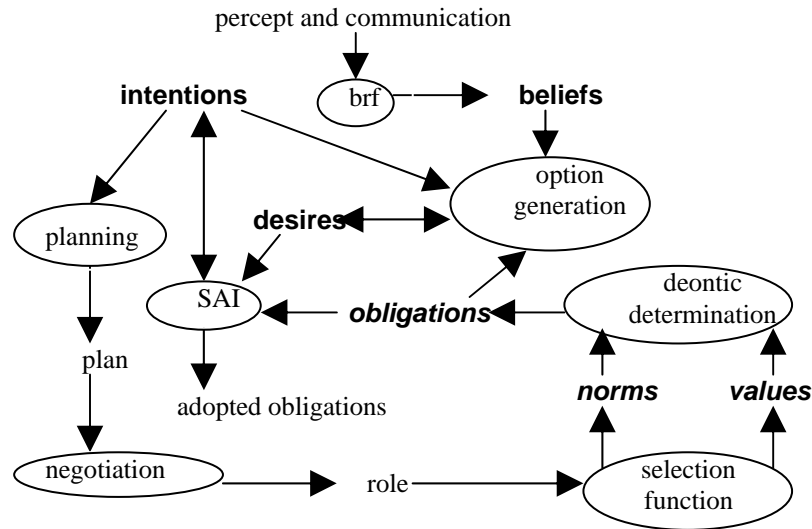 percept and communication
intentions
brf
beliefs
option
generation
desires
planning
SAI
obligations
deontic
determination
plan
adopted obligations
norms
values
negotiation
role
selection
function